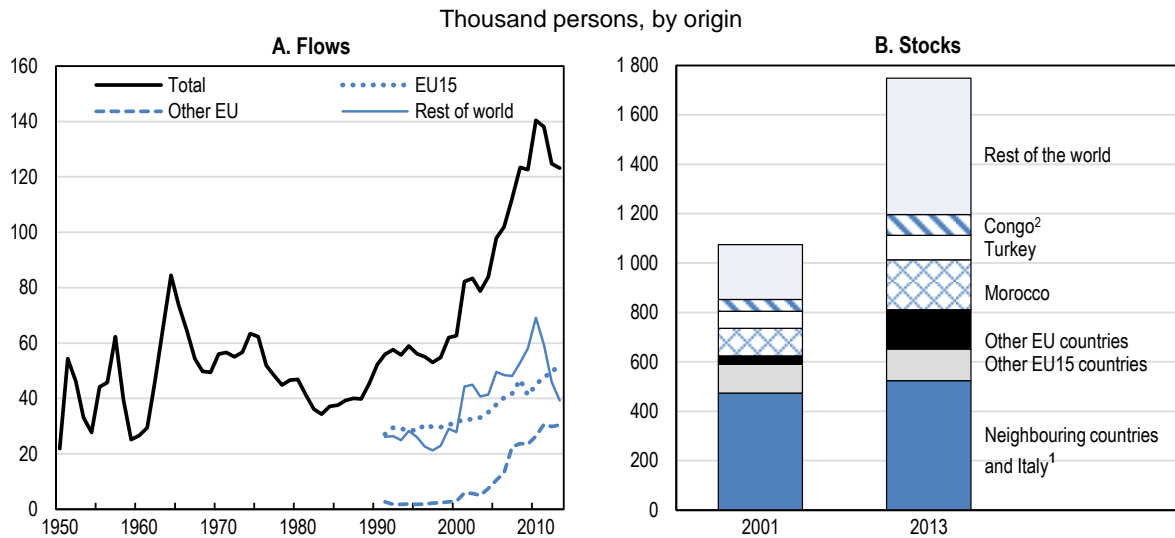 Thousand persons, by origin
A. Flows
160
140
120
100
80
60
40
20
0
Total
EU15
Other EU
Rest of world
1950 1960 1970 1980 1990 2000 2010
B. Stocks
1 800
1 600
1 400
1 200
1 000
800
600
400
200
0
Rest of the world
Congo²
Turkey
Morocco
Other EU countries
Other EU15 countries
Neighbouring countries
and Italy¹
2001 2013